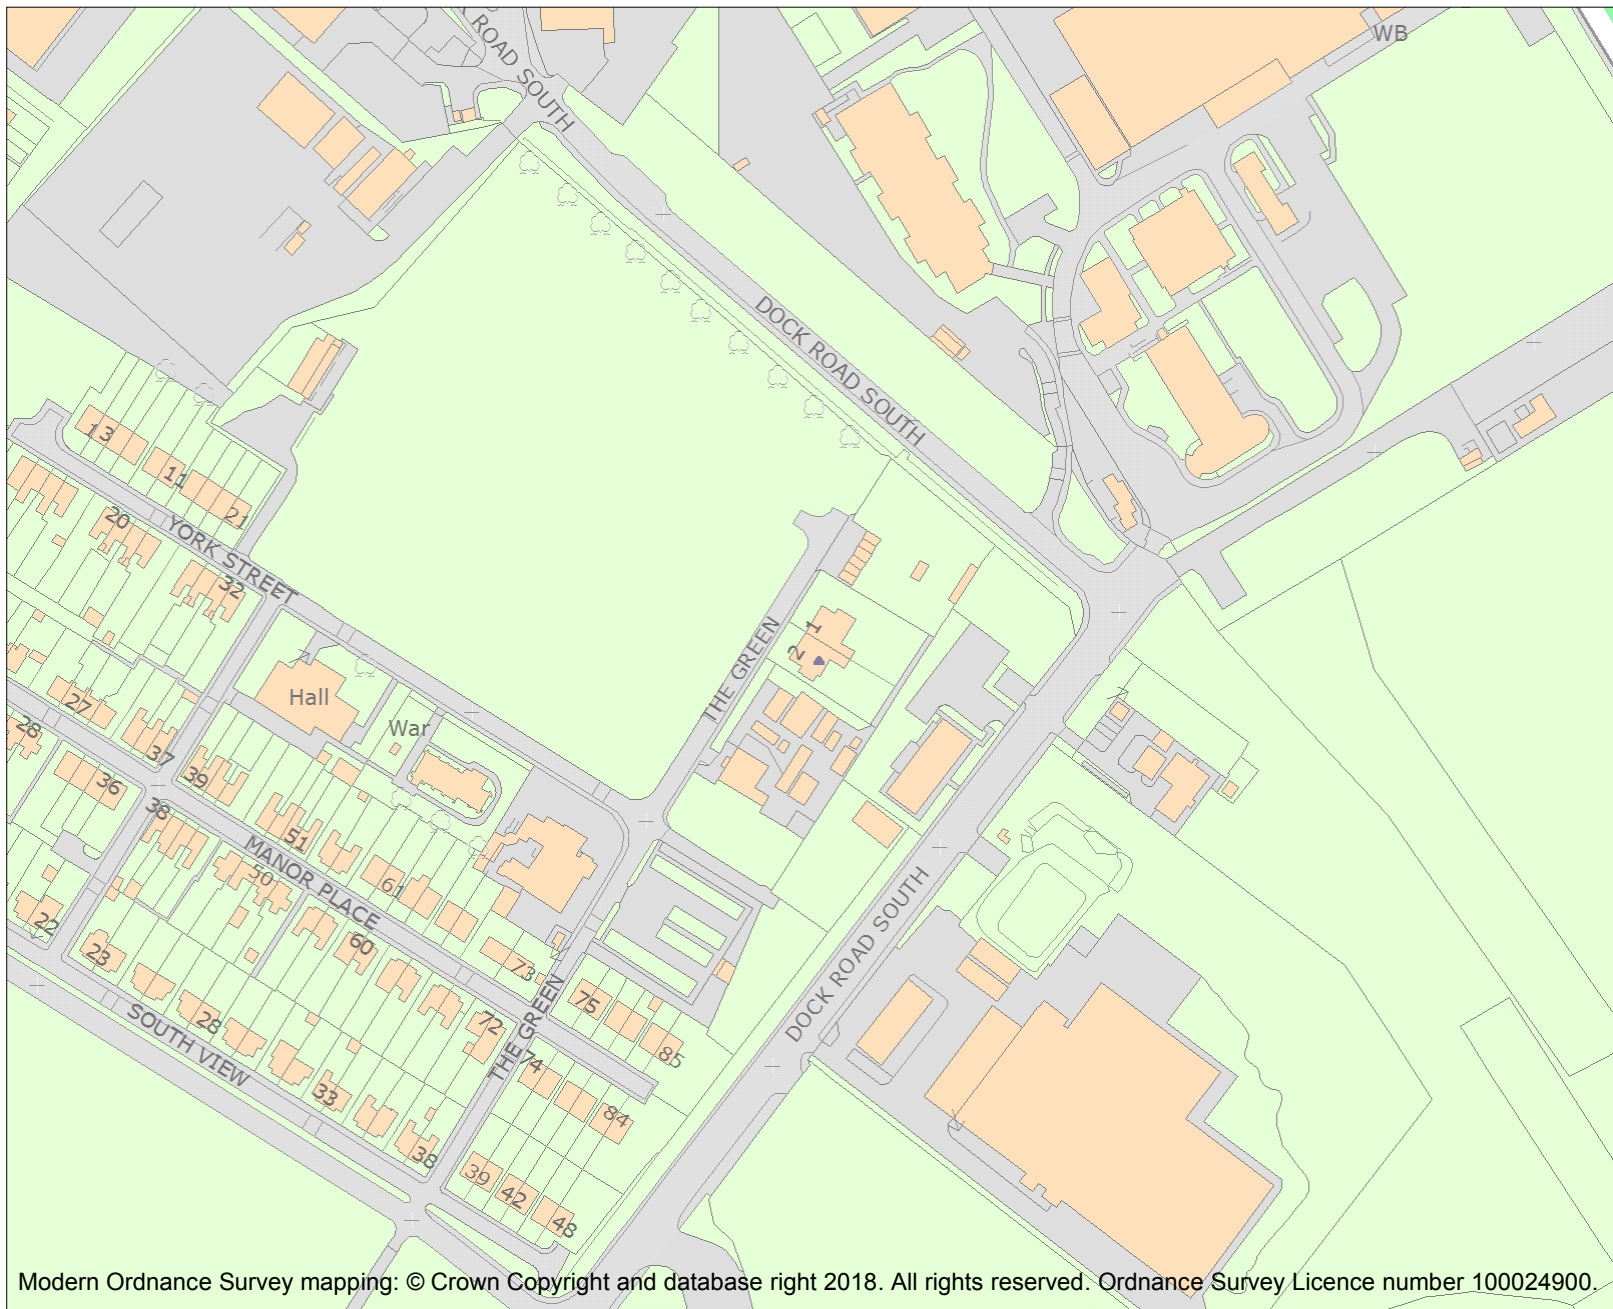 K ROAD SOUTH
WB
DOCK ROAD SOUTH
13
11
21
20
YORK STREET
32
1
2
THE GREEN
Hall
War
27
28
37
39
36
38
51
MANOR PLACE
50
61
22
23
60
73
DOCK ROAD SOUTH
28
SOUTH VIEW
72
75
THE GREEN
85
74
33
84
38
39
42
48
Modern Ordnance Survey mapping: © Crown Copyright and database right 2018. All rights reserved. Ordnance Survey Licence number 100024900.